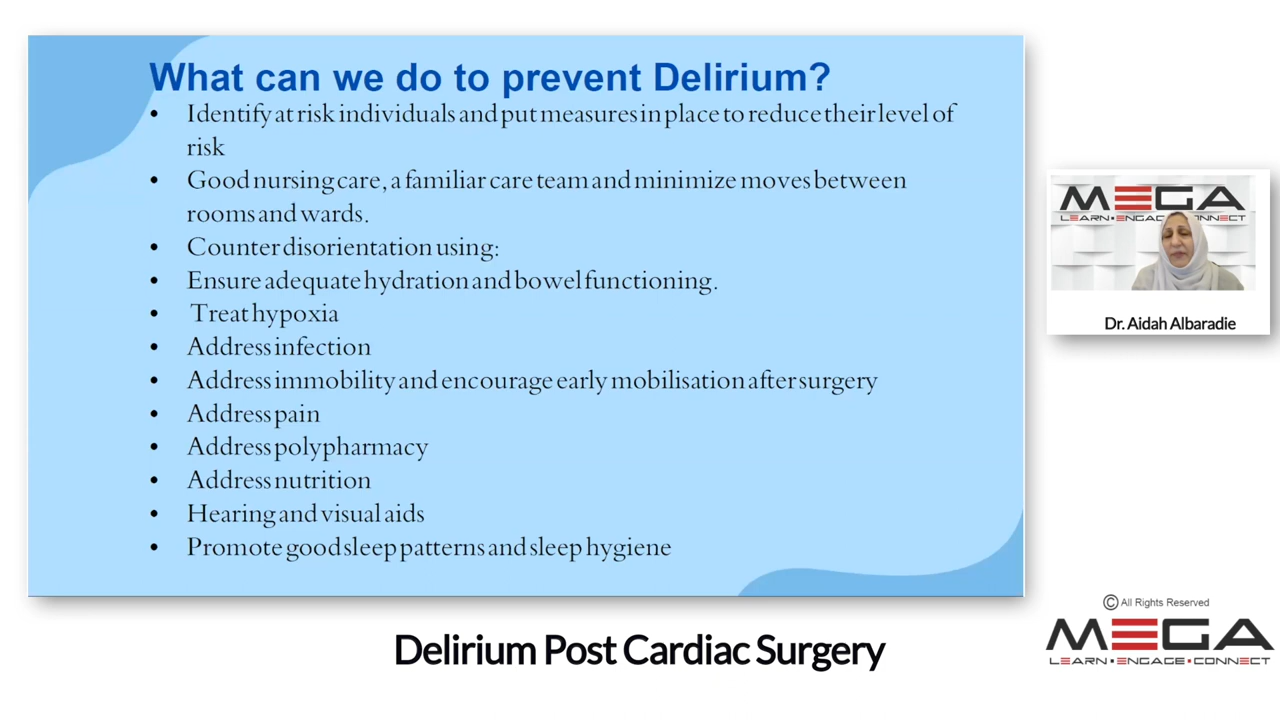 What can we do to prevent Delirium?
• Identify at risk individuals and put measures in place to reduce their level of
risk
• Good nursing care, a familiar care team and minimize moves between
rooms and wards.
• Counter disorientation using:
• Ensure adequate hydration and bowel functioning.
• Treat hypoxia
• Address infection
• Address immobility and encourage early mobilisation after surgery
• Address pain
• Address polypharmacy
• Address nutrition
• Hearing and visual aids
• Promote good sleep patterns and sleep hygiene
MEGA
LEARN • ENGAGE • CONNECT
Dr. Aidah Albaradie
Delirium Post Cardiac Surgery
© All Rights Reserved
MEGA
LEARN • ENGAGE • CONNECT